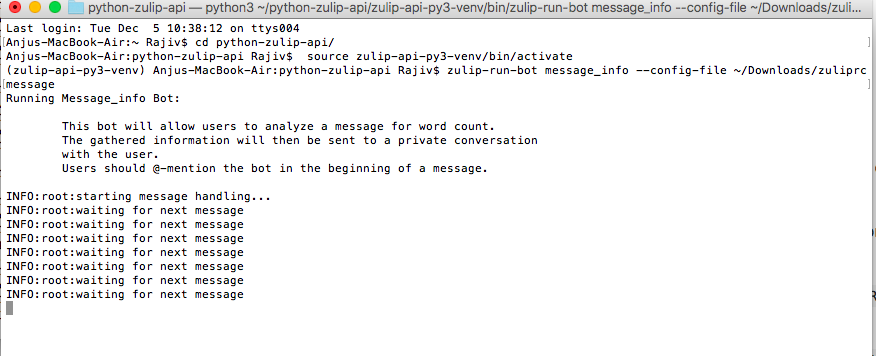 python-zulip-api — python3 ~/python-zulip-api/zulip-api-py3-venv/bin/zulip-run-bot message_info --config-file ~/Downloads/zuli...
Last login: Tue Dec  5 10:38:12 on ttys004
[Anjus-MacBook-Air:~ Rajiv$ cd python-zulip-api/ ]
Anjus-MacBook-Air:python-zulip-api Rajiv$  source zulip-api-py3-venv/bin/activate
(zulip-api-py3-venv) Anjus-MacBook-Air:python-zulip-api Rajiv$ zulip-run-bot message_info --config-file ~/Downloads/zuliprc
[message ]
Running Message_info Bot:
This bot will allow users to analyze a message for word count.
The gathered information will then be sent to a private conversation
with the user.
Users should @-mention the bot in the beginning of a message.
INFO:root:starting message handling...
INFO:root:waiting for next message
INFO:root:waiting for next message
INFO:root:waiting for next message
INFO:root:waiting for next message
INFO:root:waiting for next message
INFO:root:waiting for next message
INFO:root:waiting for next message